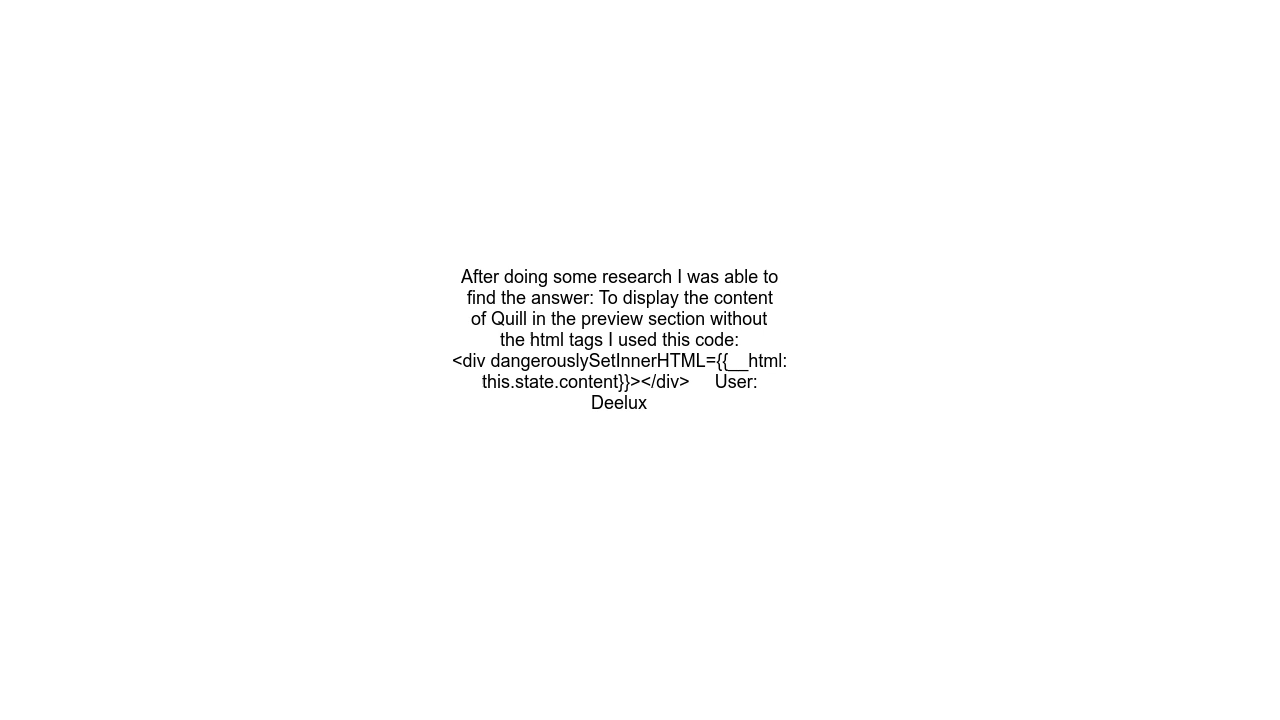 After doing some research I was able to
find the answer: To display the content
of Quill in the preview section without
the html tags I used this code:
<div dangerouslySetInnerHTML={{__html:
this.state.content}}></div>     User:
Deelux